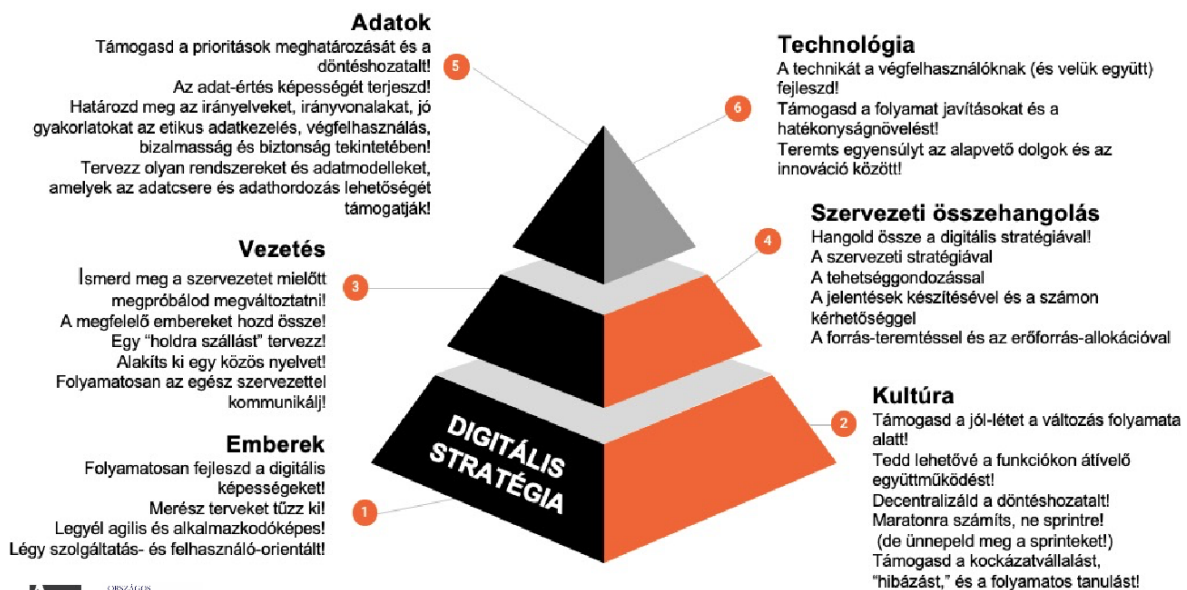 Adatok
Támogasd a prioritások meghatározását és a
döntéshozatalt!
Az adat-értés képességét terjeszd!
Határozd meg az irányelveket, irányvonalakat, jó
gyakorlatokat az etikus adatkezelés, végfelhasználás,
bizalmasság és biztonság tekintetében!
Tervezz olyan rendszereket és adatmodelleket,
amelyek az adatcsere és adathordozás lehetőségét
támogatják!
5
Technológia
A technikát a végfelhasználóknak (és velük együtt)
fejleszd!
Támogasd a folyamat javításokat és a
hatékonyságnövelést!
Teremts egyensúlyt az alapvető dolgok és az
innováció között!
6
Vezetés
Ismerd meg a szervezetet mielőtt
megpróbálod megváltoztatni!
A megfelelő embereket hozd össze!
Egy “holdra szállást” tervezz!
Alakíts ki egy közös nyelvet!
Folyamatosan az egész szervezettel
kommunikálj!
3
Szervezeti összehangolás
Hangold össze a digitális stratégiával!
A szervezeti stratégiával
A tehetséggondozással
A jelentések készítésével és a számon
kérhetőséggel
A forrás-teremtéssel és az erőforrás-allokációval
4
Emberek
Folyamatosan fejleszd a digitális
képességeket!
Merész terveket tűzz ki!
Legyél agilis és alkalmazkodóképes!
Légy szolgáltatás- és felhasználó-orientált!
1
DIGITÁLIS
STRATÉGIA
Kultúra
Támogasd a jól-létet a változás folyamata
alatt!
Tedd lehetővé a funkciókon átívelő
együttműködést!
Decentralizáld a döntéshozatalt!
Maratonra számíts, ne sprintre!
(de ünnepeld meg a sprinteket!)
Támogasd a kockázatvállalást,
“hibázást,” és a folyamatos tanulást!
2
ORSZÁGOS